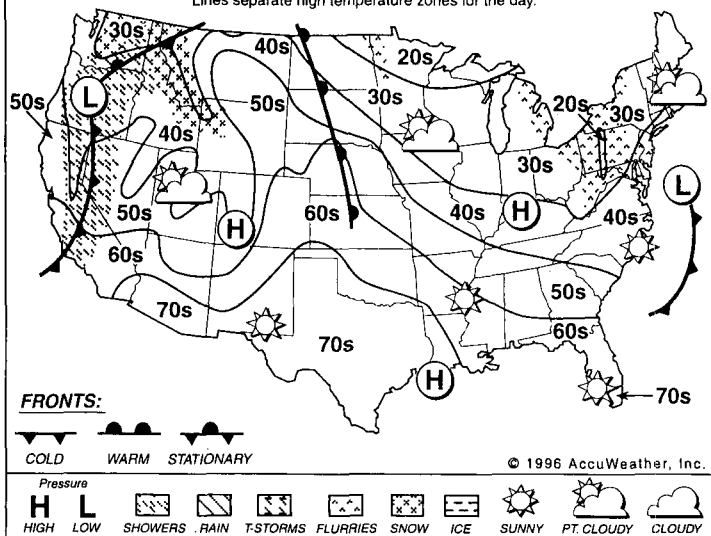 Lines separate high temperature zones for the day.
30s
40s
20s
50s
L
50s
30s
20s
30s
40s
30s
L
50s
H
60s
40s
H
40s
60s
50s
70s
70s
60s
H
70s
FRONTS:
COLD WARM STATIONARY
© 1996 AccuWeather, Inc.
Pressure
H L
HIGH LOW SHOWERS RAIN T-STORMS FLURRIES SNOW ICE SUNNY PT. CLOUDY CLOUDY